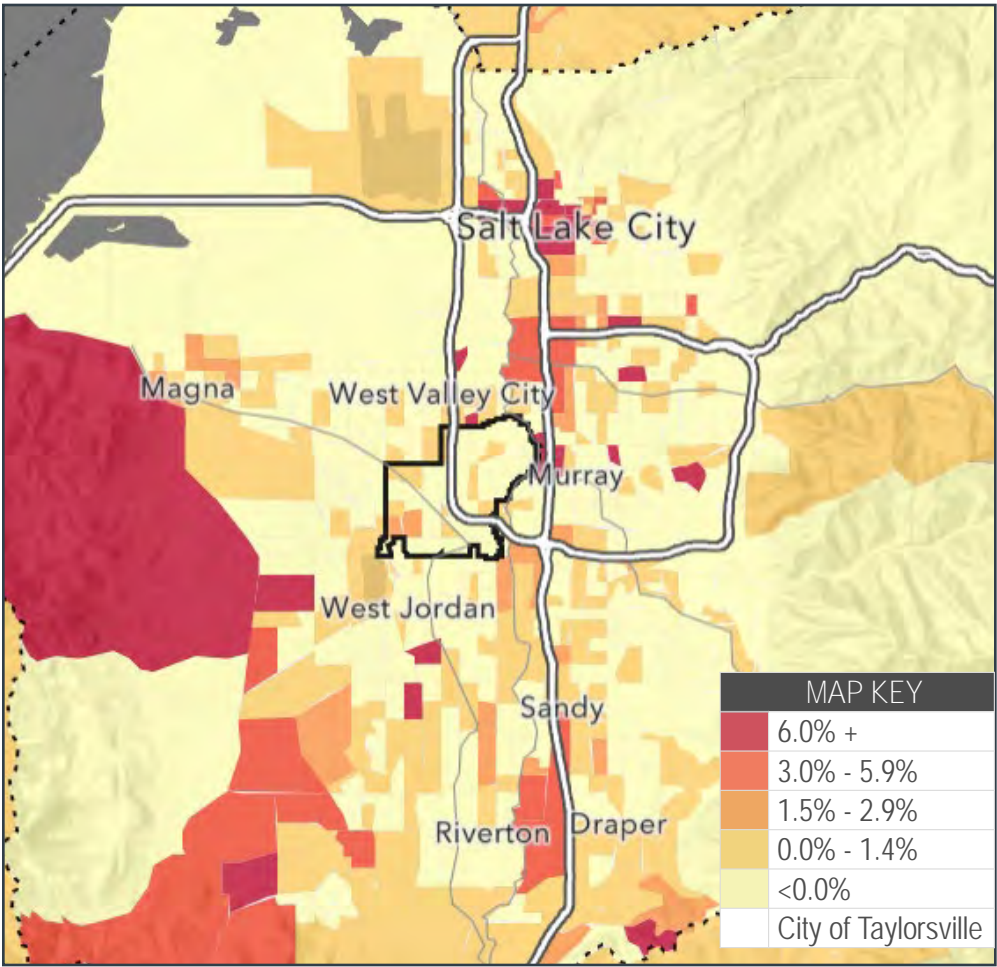 Salt Lake City
Magna
West Valley City
Murray
West Jordan
Sandy
Riverton
Draper
MAP KEY
6.0% +
3.0% - 5.9%
1.5% - 2.9%
0.0% - 1.4%
<0.0%
City of Taylorsville